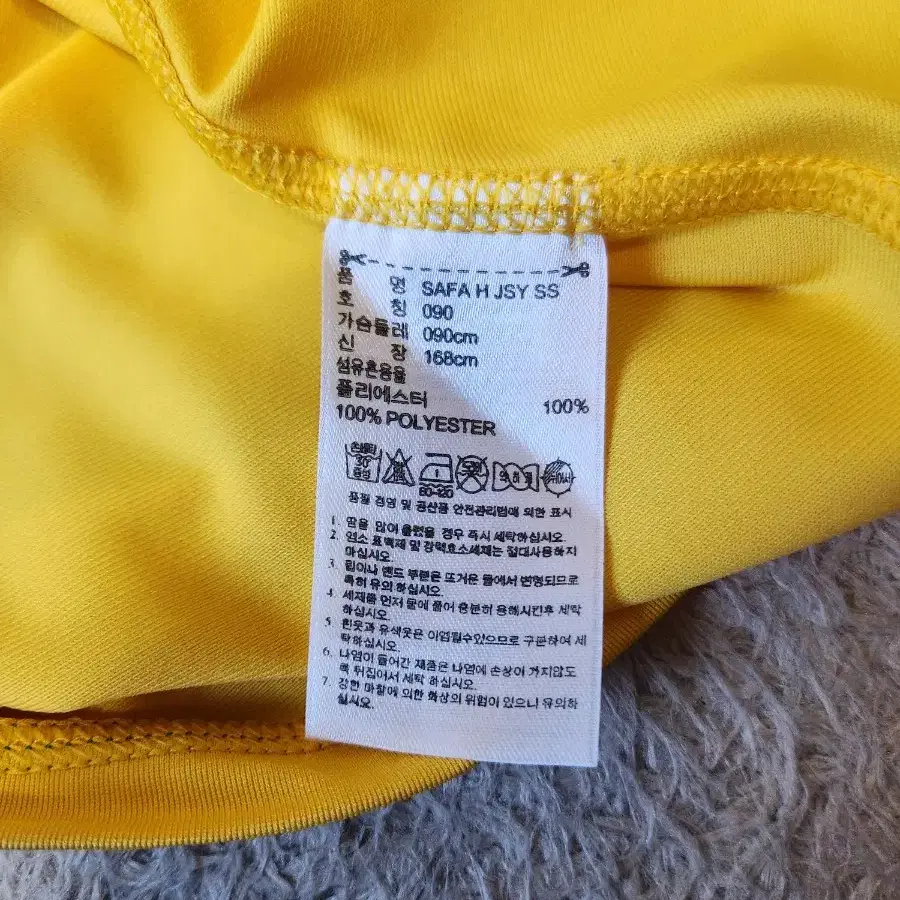 품 명 SAFA H JSY SS
호 칭 090
가슴둘레 090cm
신 장 168cm
섬유혼용율
폴리에스터 100%
100% POLYESTER
손세탁
30°
중성
80-120
품질 경영 및 공산품 안전관리법에 의한 표시
1. 땀을 많이 흘렸을 경우 즉시 세탁하십시오.
2. 염소 표백제 및 강력효소세제는 절대사용하지
마십시오.
3. 립이나 밴드 부분은 뜨거운 물에서 변형되므로
특히 유의 하십시오.
4. 세제를 먼저 물에 풀어 충분히 용해시킨후 세탁
하십시오.
5. 흰옷과 유색옷은 이염될수있으므로 구분하여 세
탁하십시오.
6. 나염이 들어간 제품은 나염에 손상이 가지않도
록 뒤집어서 세탁 하십시오.
7. 강한 마찰에 의한 화상의 위험이 있으니 유의하
십시오.